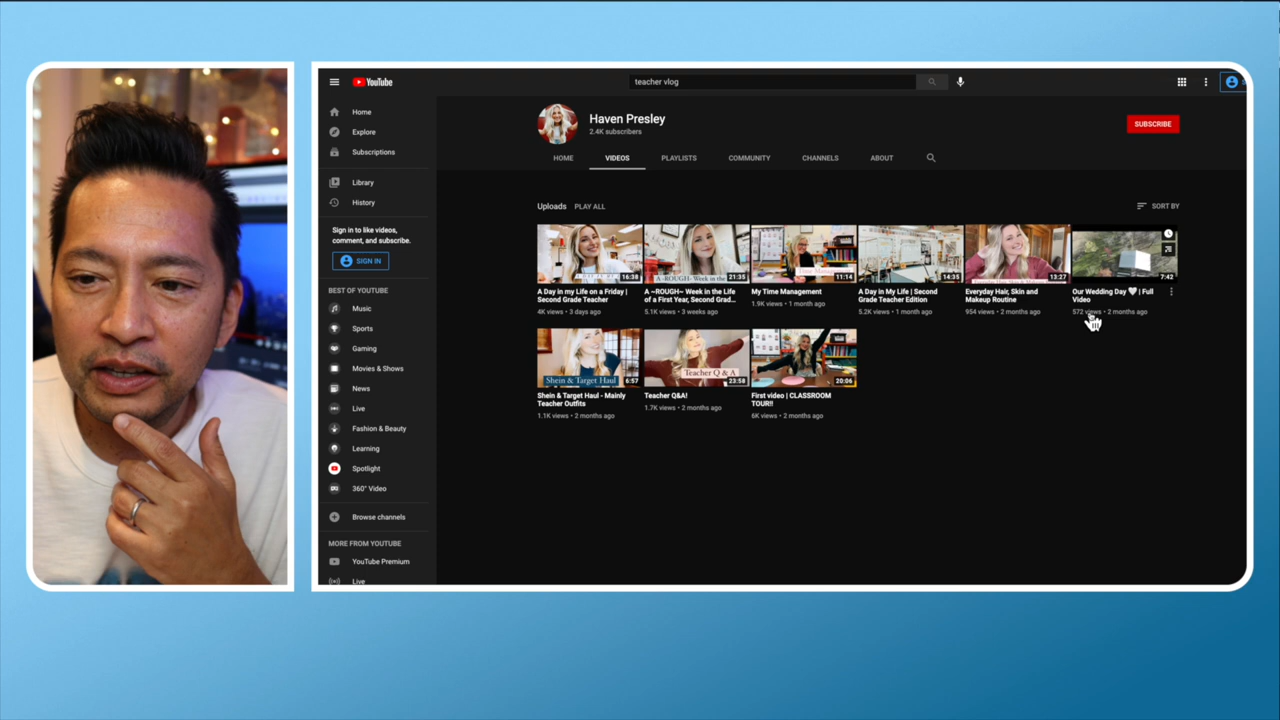 YouTube
teacher vlog
Home
Explore
Subscriptions
Library
History
Sign in to like videos,
comment, and subscribe.
SIGN IN
BEST OF YOUTUBE
Music
Sports
Gaming
Movies & Shows
News
Live
Fashion & Beauty
Learning
Spotlight
360° Video
Browse channels
MORE FROM YOUTUBE
YouTube Premium
Live
Haven Presley
2.4K subscribers
SUBSCRIBE
HOME VIDEOS PLAYLISTS COMMUNITY CHANNELS ABOUT
Uploads PLAY ALL SORT BY
16:38
A Day in my Life on a Friday |
Second Grade Teacher
4K views • 3 days ago
21:35
A ~ROUGH~ Week in the Life
of a First Year, Second Grad...
5.1K views • 3 weeks ago
11:14
My Time Management
1.9K views • 1 month ago
14:35
A Day in My Life | Second
Grade Teacher Edition
5.2K views • 1 month ago
13:27
Everyday Hair, Skin and
Makeup Routine
954 views • 2 months ago
7:42
Our Wedding Day 🤍 | Full
Video
572 views • 2 months ago
Shein & Target Haul
6:57
Shein & Target Haul - Mainly
Teacher Outfits
1.1K views • 2 months ago
Teacher Q & A
23:58
Teacher Q&A!
1.7K views • 2 months ago
20:06
First video | CLASSROOM
TOUR!!
6K views • 2 months ago